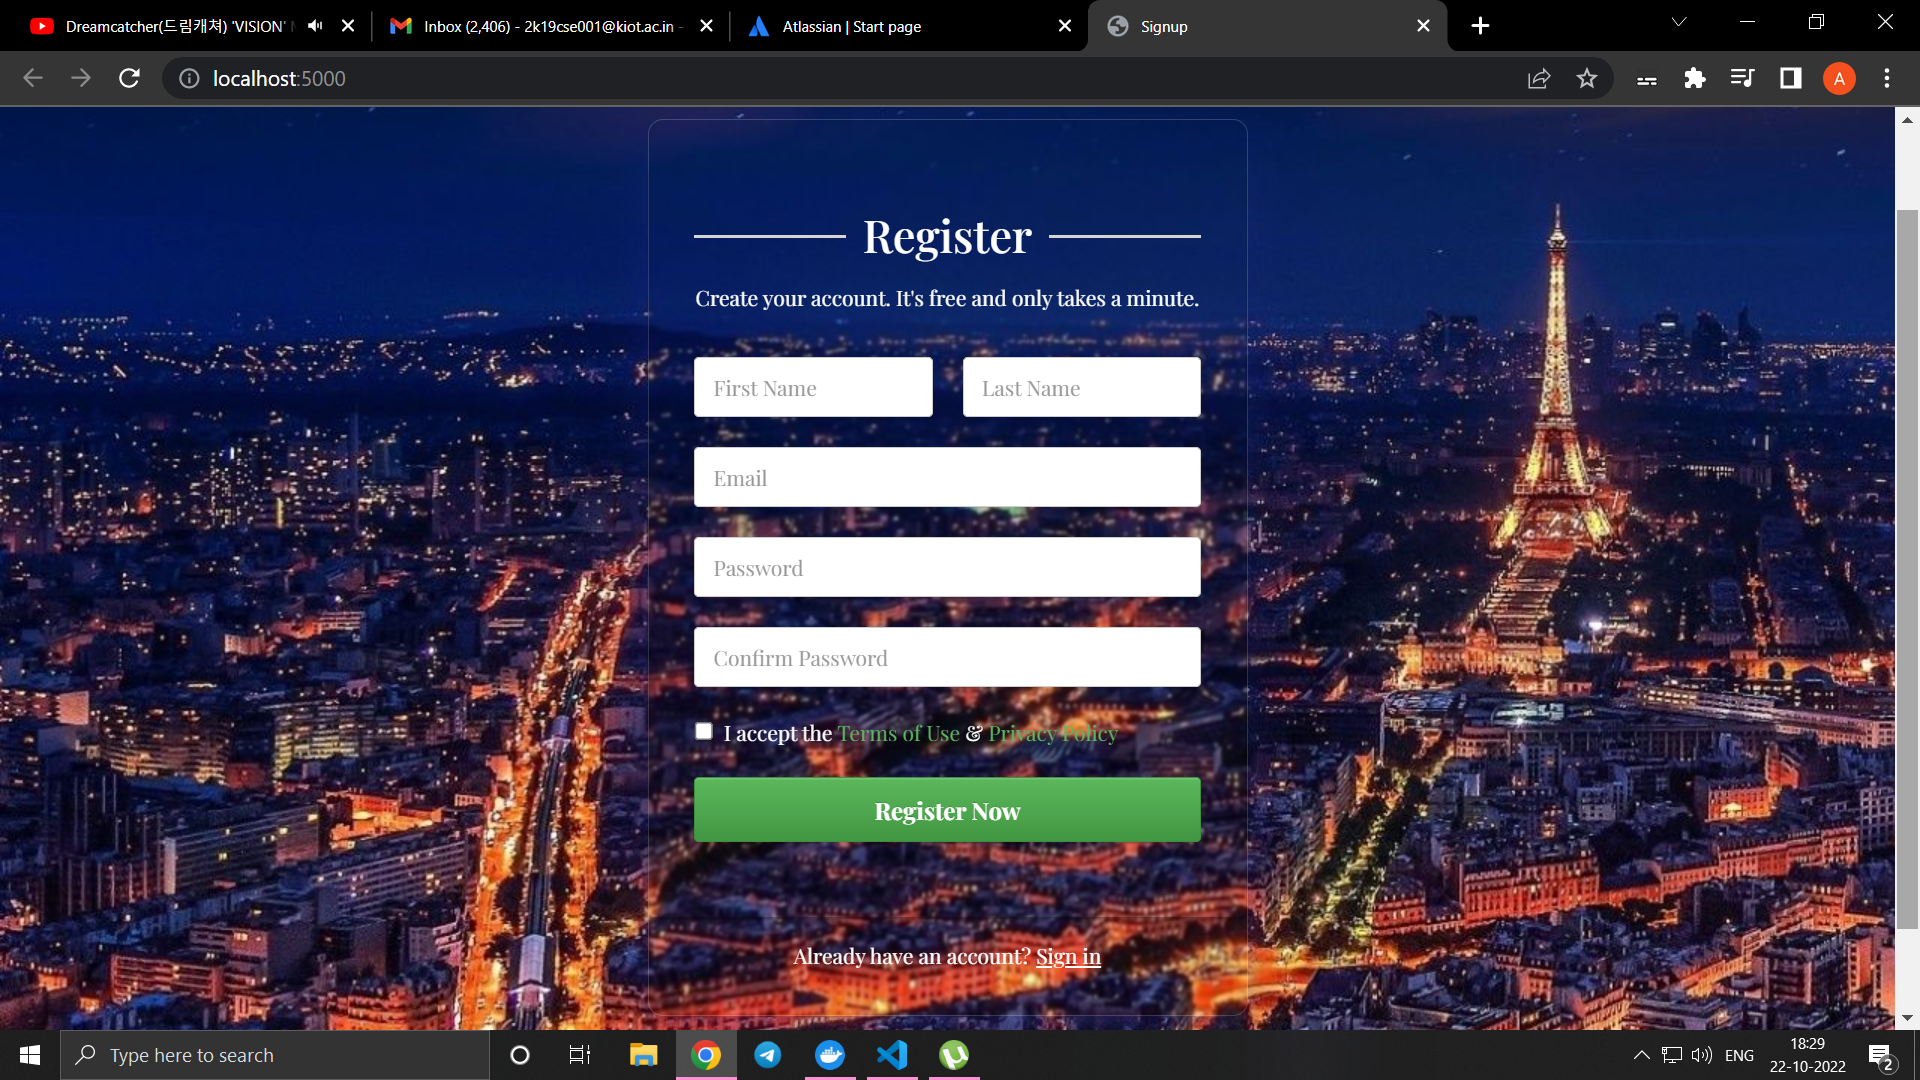 Dreamcatcher(드림캐쳐) 'VISION'
Inbox (2,406) - 2k19cse001@kiot.ac.in -
Atlassian | Start page
Signup
localhost:5000
A
Register
Create your account. It's free and only takes a minute.
First Name
Last Name
Email
Password
Confirm Password
I accept the Terms of Use & Privacy Policy
Register Now
Already have an account? Sign in
Type here to search
ENG
18:29
22-10-2022
2